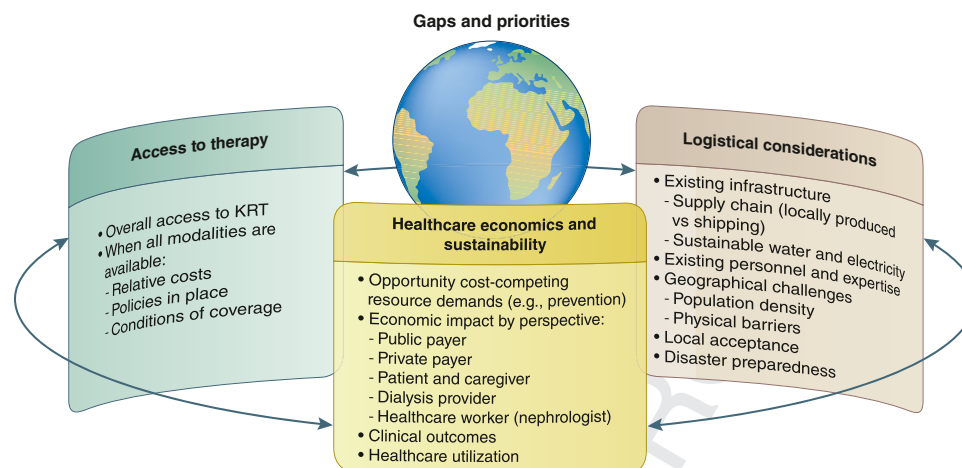 Gaps and priorities
Access to therapy
• Overall access to KRT
• When all modalities are
available:
- Relative costs
- Policies in place
- Conditions of coverage
Healthcare economics and
sustainability
• Opportunity cost-competing
resource demands (e.g., prevention)
• Economic impact by perspective:
- Public payer
- Private payer
- Patient and caregiver
- Dialysis provider
- Healthcare worker (nephrologist)
• Clinical outcomes
• Healthcare utilization
Logistical considerations
• Existing infrastructure
- Supply chain (locally produced
vs shipping)
- Sustainable water and electricity
• Existing personnel and expertise
• Geographical challenges
- Population density
- Physical barriers
• Local acceptance
• Disaster preparedness